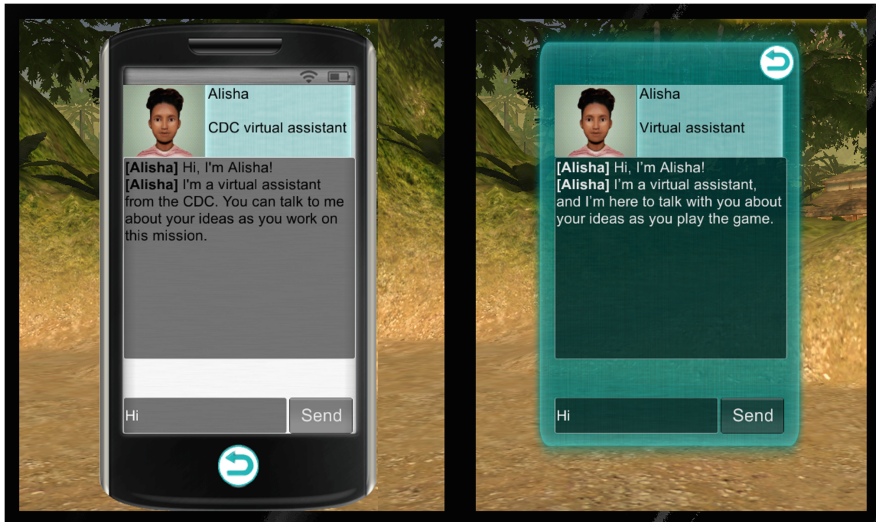 Alisha
CDC virtual assistant
[Alisha] Hi, I'm Alisha!
[Alisha] I'm a virtual assistant
from the CDC. You can talk to me
about your ideas as you work on
this mission.
Hi
Send
Alisha
Virtual assistant
[Alisha] Hi, I'm Alisha!
[Alisha] I'm a virtual assistant,
and I'm here to talk with you about
your ideas as you play the game.
Hi
Send